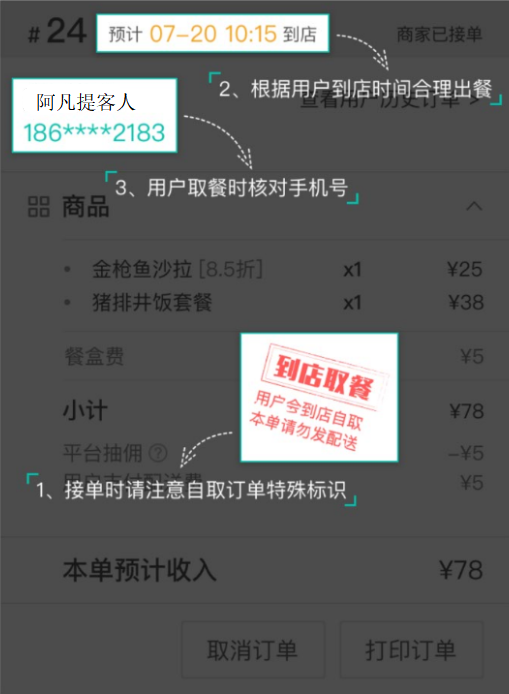 #24 预计 07-20 10:15 到店 商家已接单
2、根据用户到店时间合理出餐
查看用户历史订单 >
阿凡提客人
186****2183
3、用户取餐时核对手机号
商品
• 金枪鱼沙拉 [8.5折] x1 ¥25
• 猪排井饭套餐 x1 ¥38
餐盒费 ¥5
到店取餐
用户令到店自取
本单请勿发配送
小计 ¥78
平台抽佣 ? -¥5
用户支付配送费 ¥5
1、接单时请注意自取订单特殊标识
本单预计收入 ¥78
取消订单 打印订单